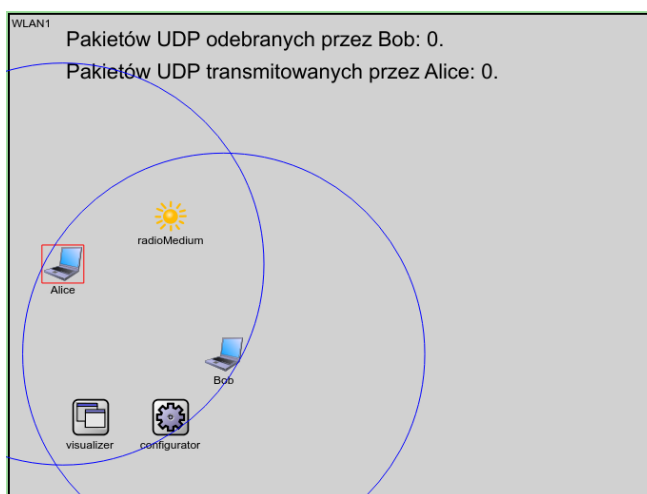 WLAN1
Pakietów UDP odebranych przez Bob: 0.
Pakietów UDP transmitowanych przez Alice: 0.
radioMedium
Alice
Bob
visualizer configurator